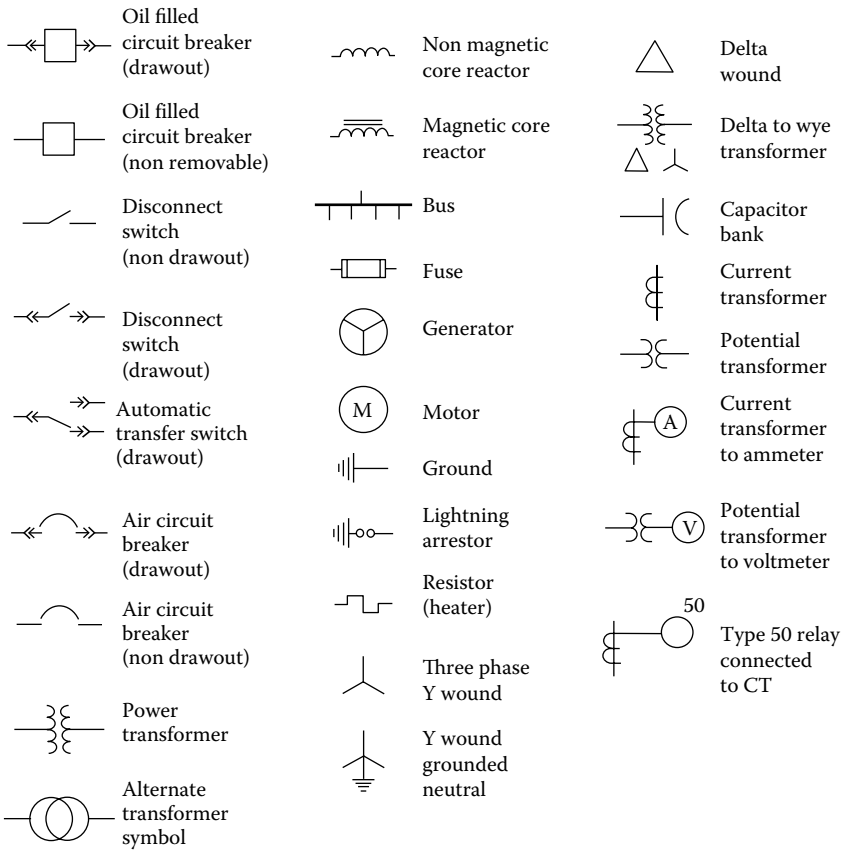 Oil filled
circuit breaker
(drawout)
Oil filled
circuit breaker
(non removable)
Disconnect
switch
(non drawout)
Disconnect
switch
(drawout)
Automatic
transfer switch
(drawout)
Air circuit
breaker
(drawout)
Air circuit
breaker
(non drawout)
Power
transformer
Alternate
transformer
symbol
Non magnetic
core reactor
Magnetic core
reactor
Bus
Fuse
Generator
M
Motor
Ground
Lightning
arrestor
Resistor
(heater)
Three phase
Y wound
Y wound
grounded
neutral
Delta
wound
Delta to wye
transformer
Capacitor
bank
Current
transformer
Potential
transformer
A
Current
transformer
to ammeter
V
Potential
transformer
to voltmeter
50
Type 50 relay
connected
to CT